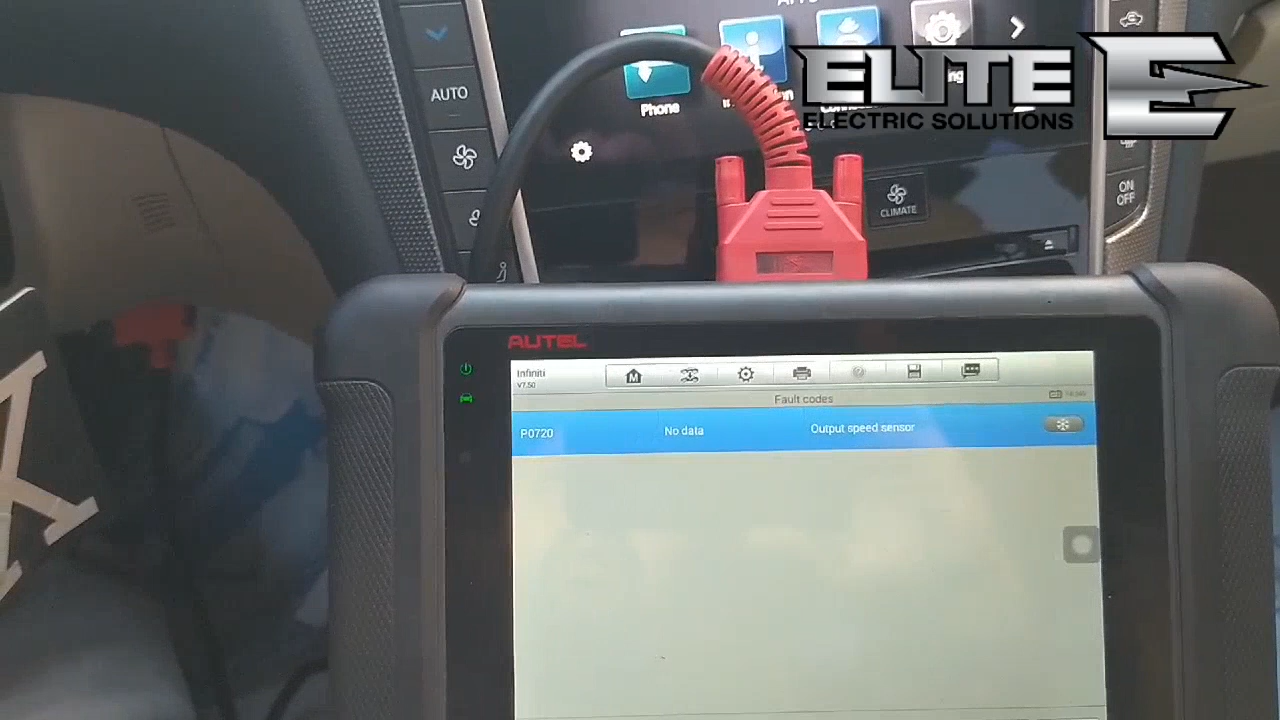 AUTO
Phone
ELITE
ELECTRIC SOLUTIONS
E
CLIMATE
ON
OFF
AUTEL
Infiniti
V7.50
M
Fault codes
P0720
No data
Output speed sensor